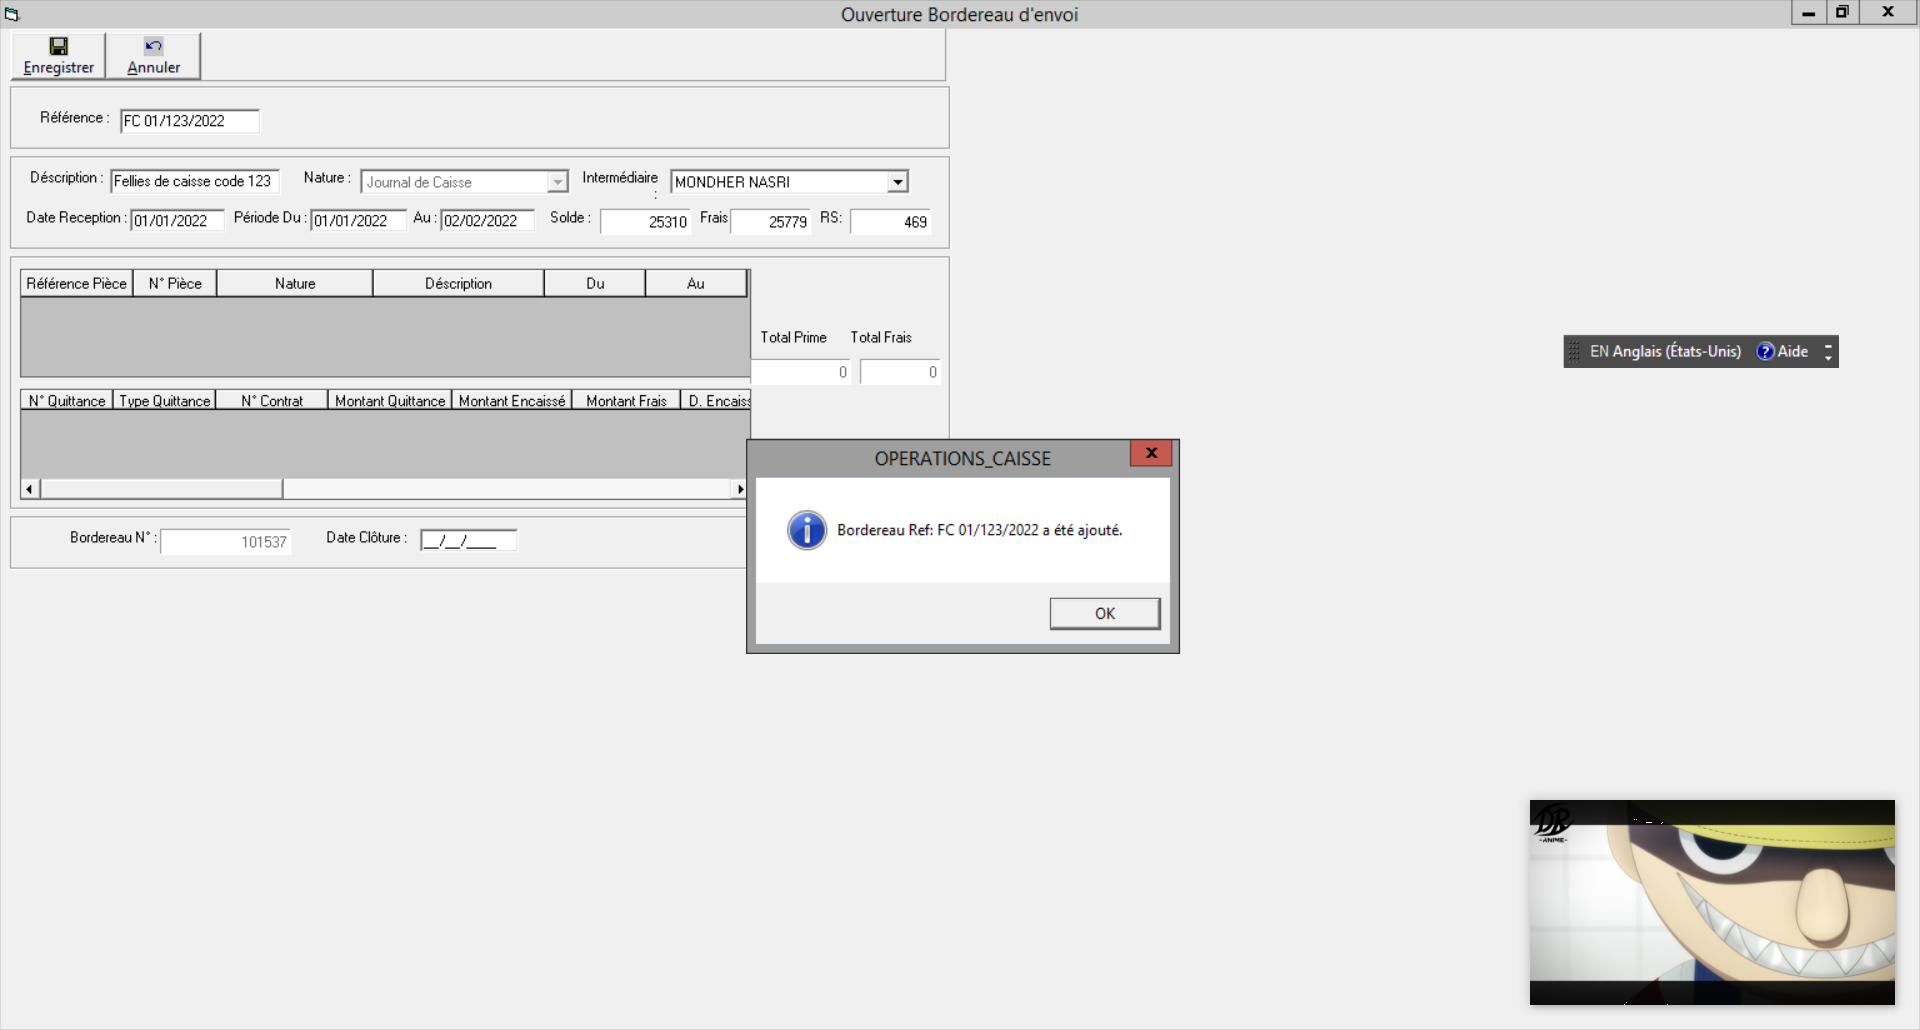 Ouverture Bordereau d'envoi
Enregistrer Annuler
Référence : FC 01/123/2022
Déscription : Fellies de caisse code 123 Nature : Journal de Caisse Intermédiaire : MONDHER NASRI
Date Reception : 01/01/2022 Période Du : 01/01/2022 Au : 02/02/2022 Solde : 25310 Frais 25779 RS: 469
Référence Pièce N° Pièce Nature Déscription Du Au
Total Prime Total Frais
0 0
EN Anglais (États-Unis) Aide
N° Quittance Type Quittance N° Contrat Montant Quittance Montant Encaissé Montant Frais D. Encaiss
OPERATIONS_CAISSE
Bordereau Ref: FC 01/123/2022 a été ajouté.
OK
Bordereau N° : 101537 Date Clôture : __/__/____
DR
-ANIME-